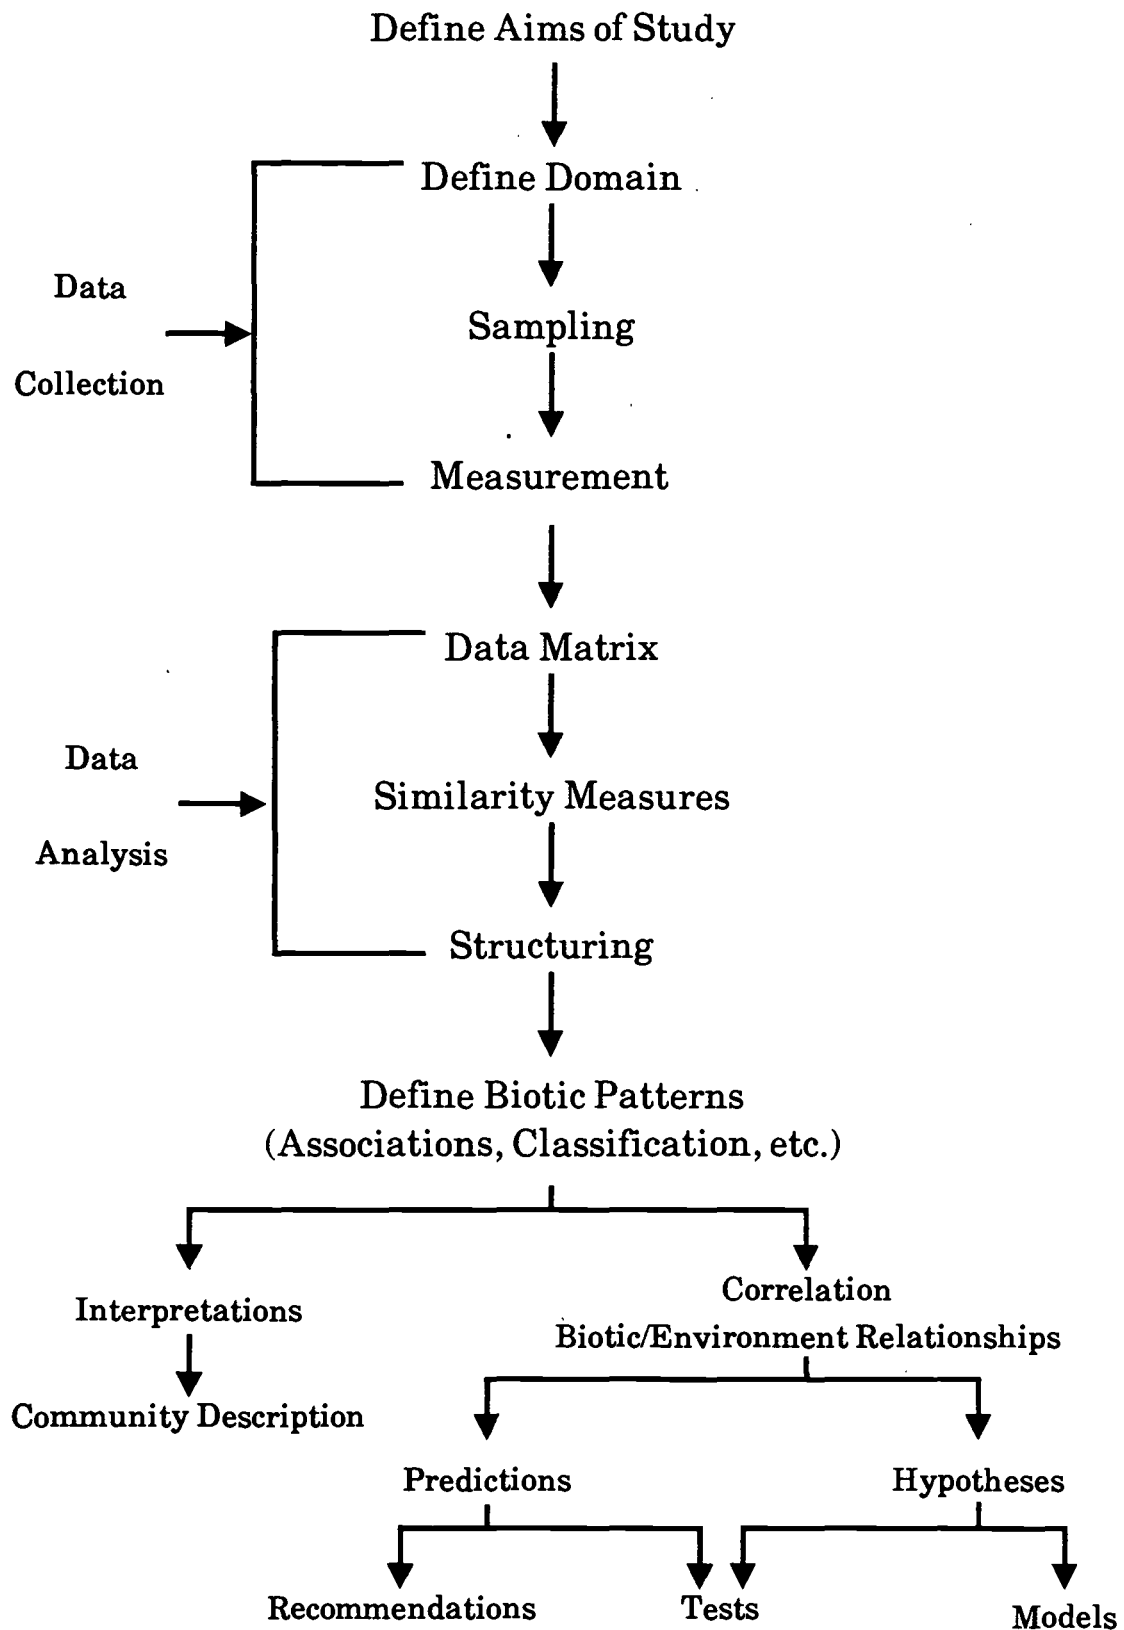 Define Aims of Study
Define Domain
Data
Sampling
Collection
Measurement
Data Matrix
Data
Similarity Measures
Analysis
Structuring
Define Biotic Patterns
(Associations, Classification, etc.)
Interpretations
Correlation
Biotic/Environment Relationships
Community Description
Predictions
Hypotheses
Recommendations
Tests
Models